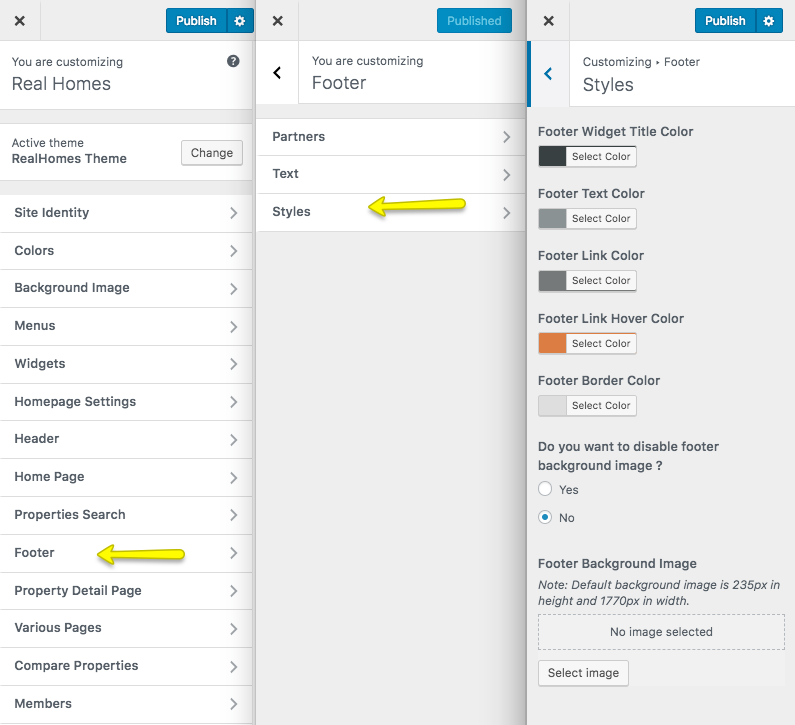 Publish
You are customizing
Real Homes
Active theme
RealHomes Theme
Change
Site Identity
Colors
Background Image
Menus
Widgets
Homepage Settings
Header
Home Page
Properties Search
Footer
Property Detail Page
Various Pages
Compare Properties
Members
Published
You are customizing
Footer
Partners
Text
Styles
Publish
Customizing ▸ Footer
Styles
Footer Widget Title Color
Select Color
Footer Text Color
Select Color
Footer Link Color
Select Color
Footer Link Hover Color
Select Color
Footer Border Color
Select Color
Do you want to disable footer
background image ?
Yes
No
Footer Background Image
Note: Default background image is 235px in
height and 1770px in width.
No image selected
Select image